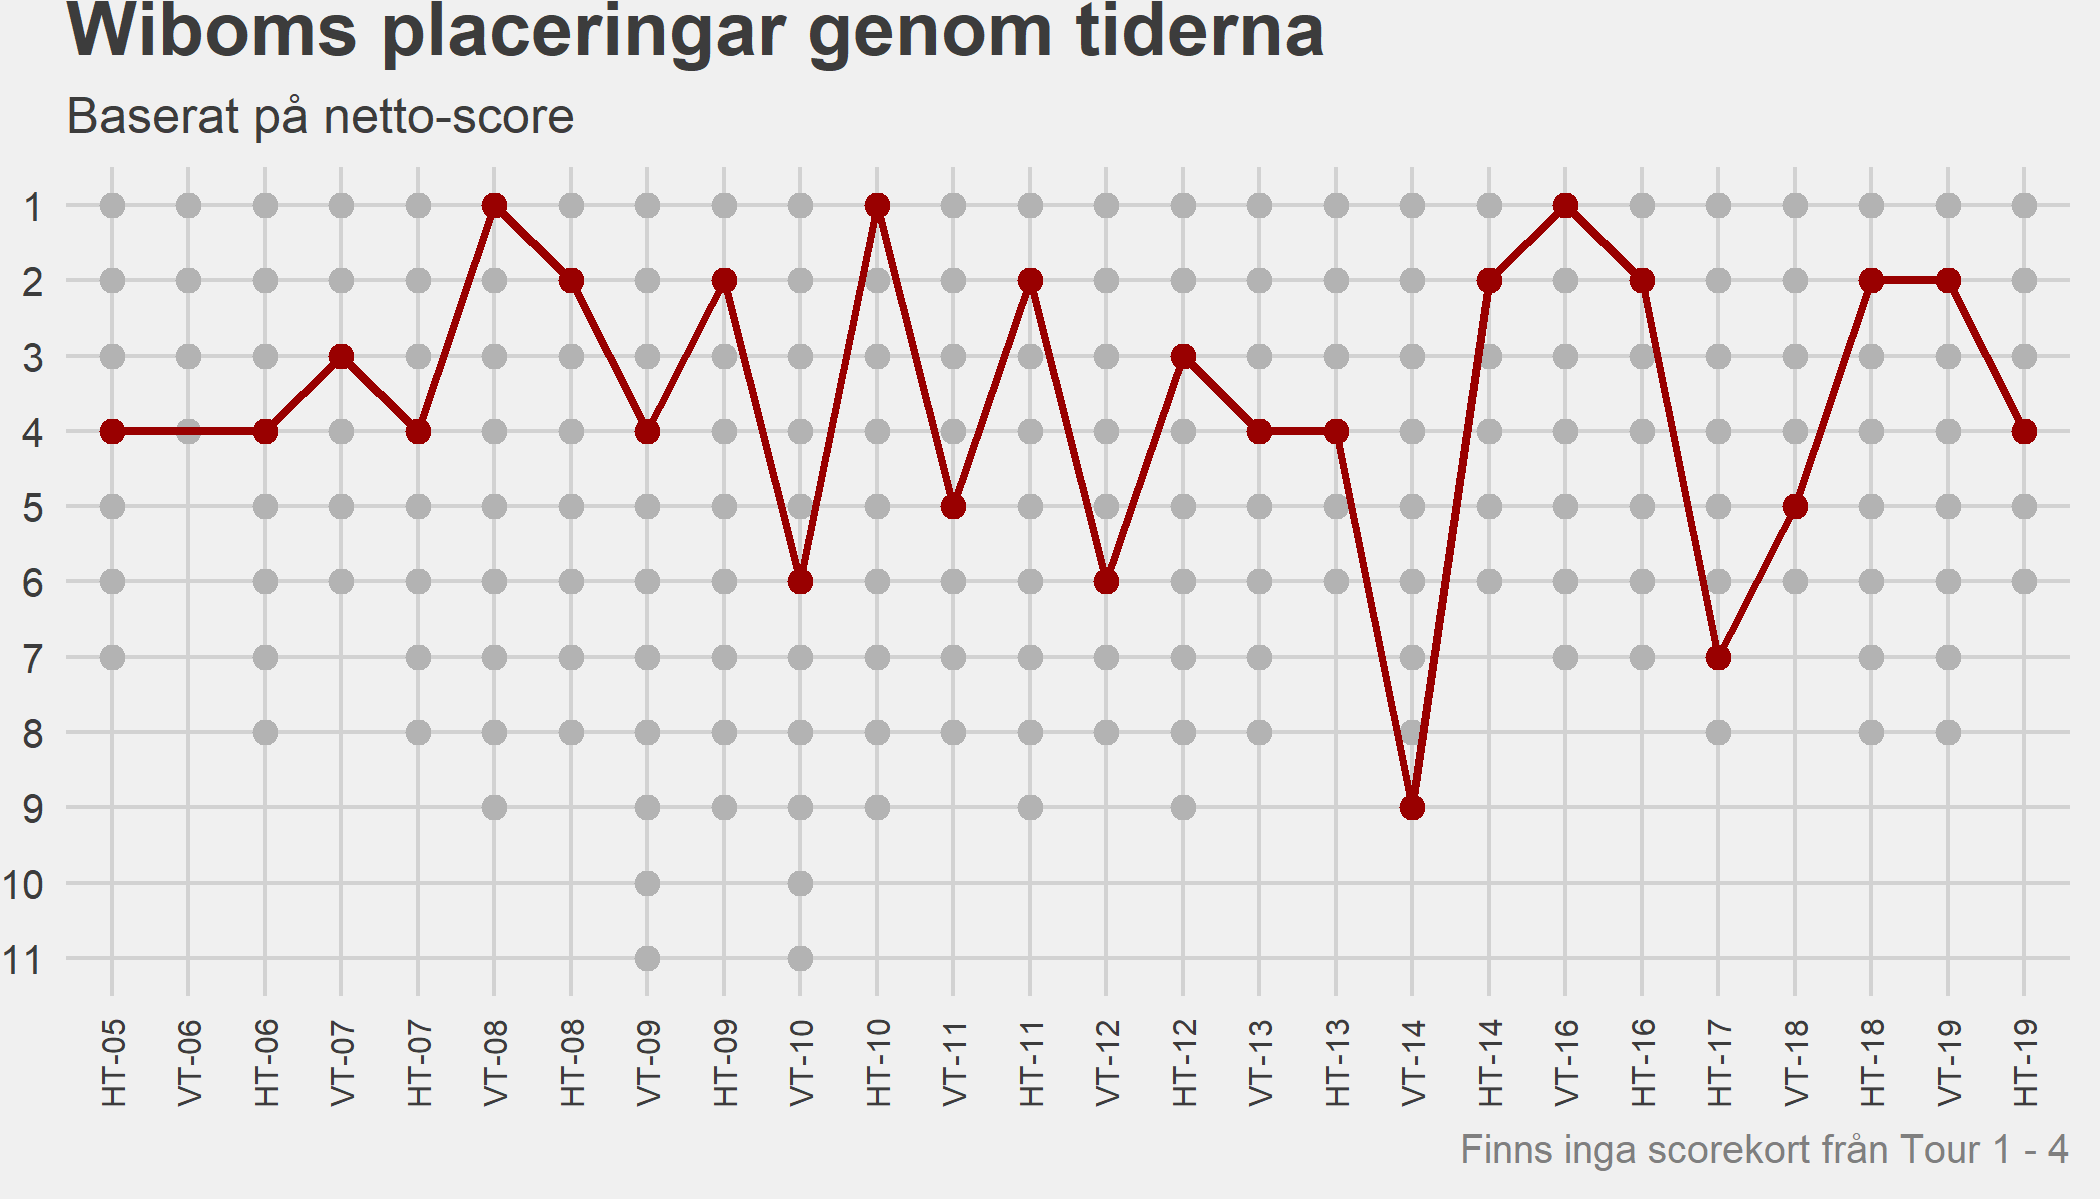 Wiboms placeringar genom tiderna
Baserat på netto-score
1
2
3
4
5
6
7
8
9
10
11
HT-05
VT-06
HT-06
VT-07
HT-07
VT-08
HT-08
VT-09
HT-09
VT-10
HT-10
VT-11
HT-11
VT-12
HT-12
VT-13
HT-13
VT-14
HT-14
VT-16
HT-16
HT-17
VT-18
HT-18
VT-19
HT-19
Finns inga scorekort från Tour 1 - 4